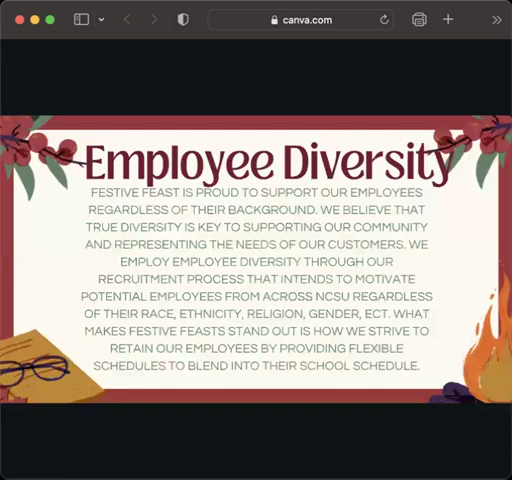 canva.com
Employee Diversity
FESTIVE FEAST IS PROUD TO SUPPORT OUR EMPLOYEES
REGARDLESS OF THEIR BACKGROUND. WE BELIEVE THAT
TRUE DIVERSITY IS KEY TO SUPPORTING OUR COMMUNITY
AND REPRESENTING THE NEEDS OF OUR CUSTOMERS. WE
EMPLOY EMPLOYEE DIVERSITY THROUGH OUR
RECRUITMENT PROCESS THAT INTENDS TO MOTIVATE
POTENTIAL EMPLOYEES FROM ACROSS NCSU REGARDLESS
OF THEIR RACE, ETHNICITY, RELIGION, GENDER, ECT. WHAT
MAKES FESTIVE FEASTS STAND OUT IS HOW WE STRIVE TO
RETAIN OUR EMPLOYEES BY PROVIDING FLEXIBLE
SCHEDULES TO BLEND INTO THEIR SCHOOL SCHEDULE.